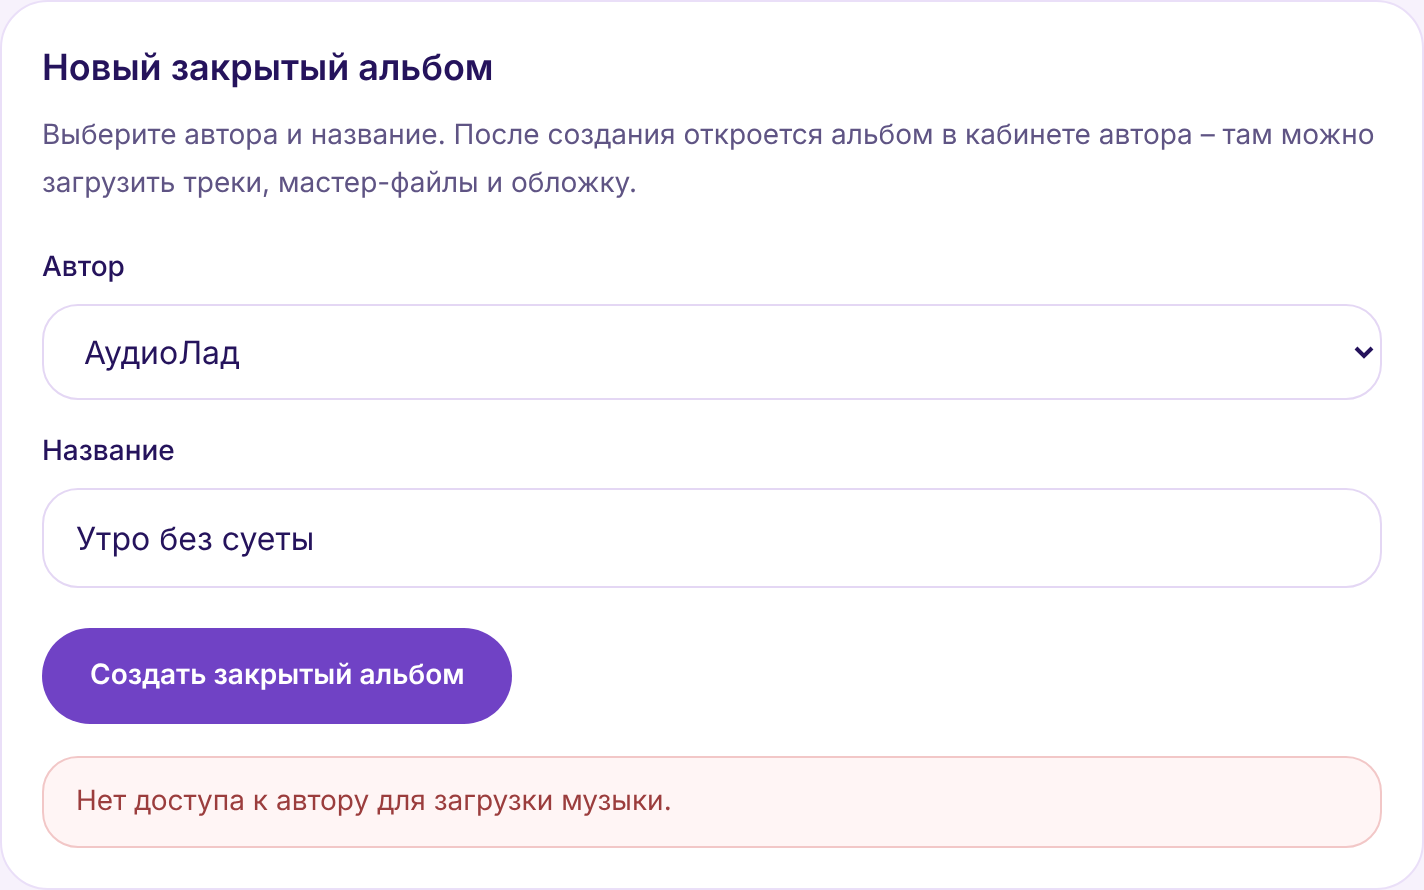 Новый закрытый альбом
Выберите автора и название. После создания откроется альбом в кабинете автора – там можно
загрузить треки, мастер-файлы и обложку.
Автор
АудиоЛад
Название
Утро без суеты
Создать закрытый альбом
Нет доступа к автору для загрузки музыки.